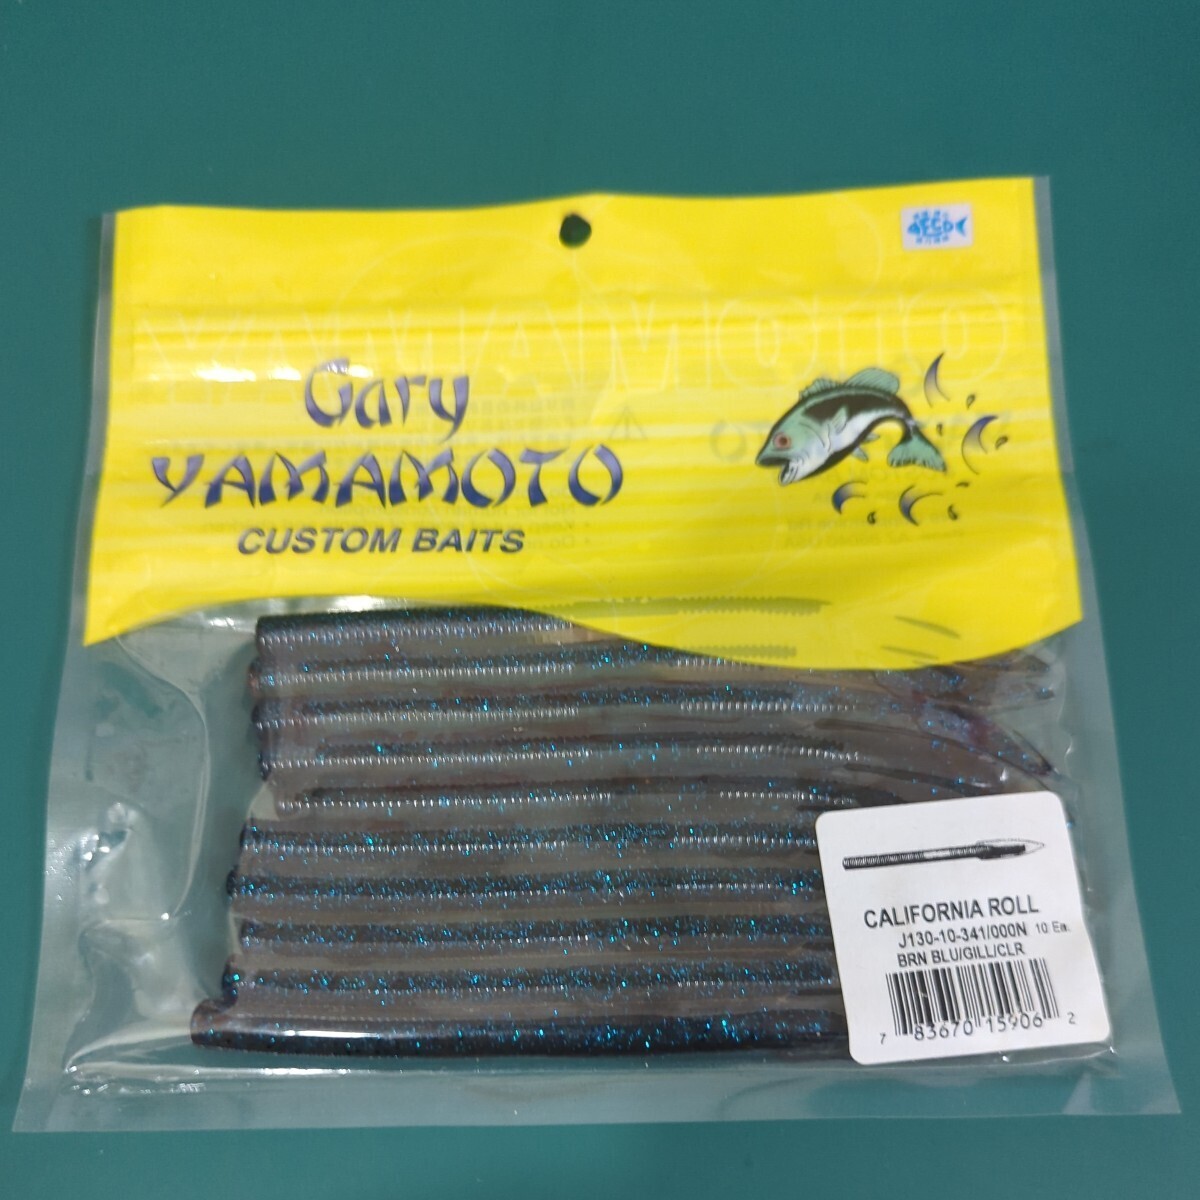 YAMAMOTO
Gary
YAMAMOTO
CUSTOM BAITS
CALIFORNIA ROLL
J130-10-341/000N 10 Ea.
BRN BLU/GILL/CLR
7 83670 15906 2